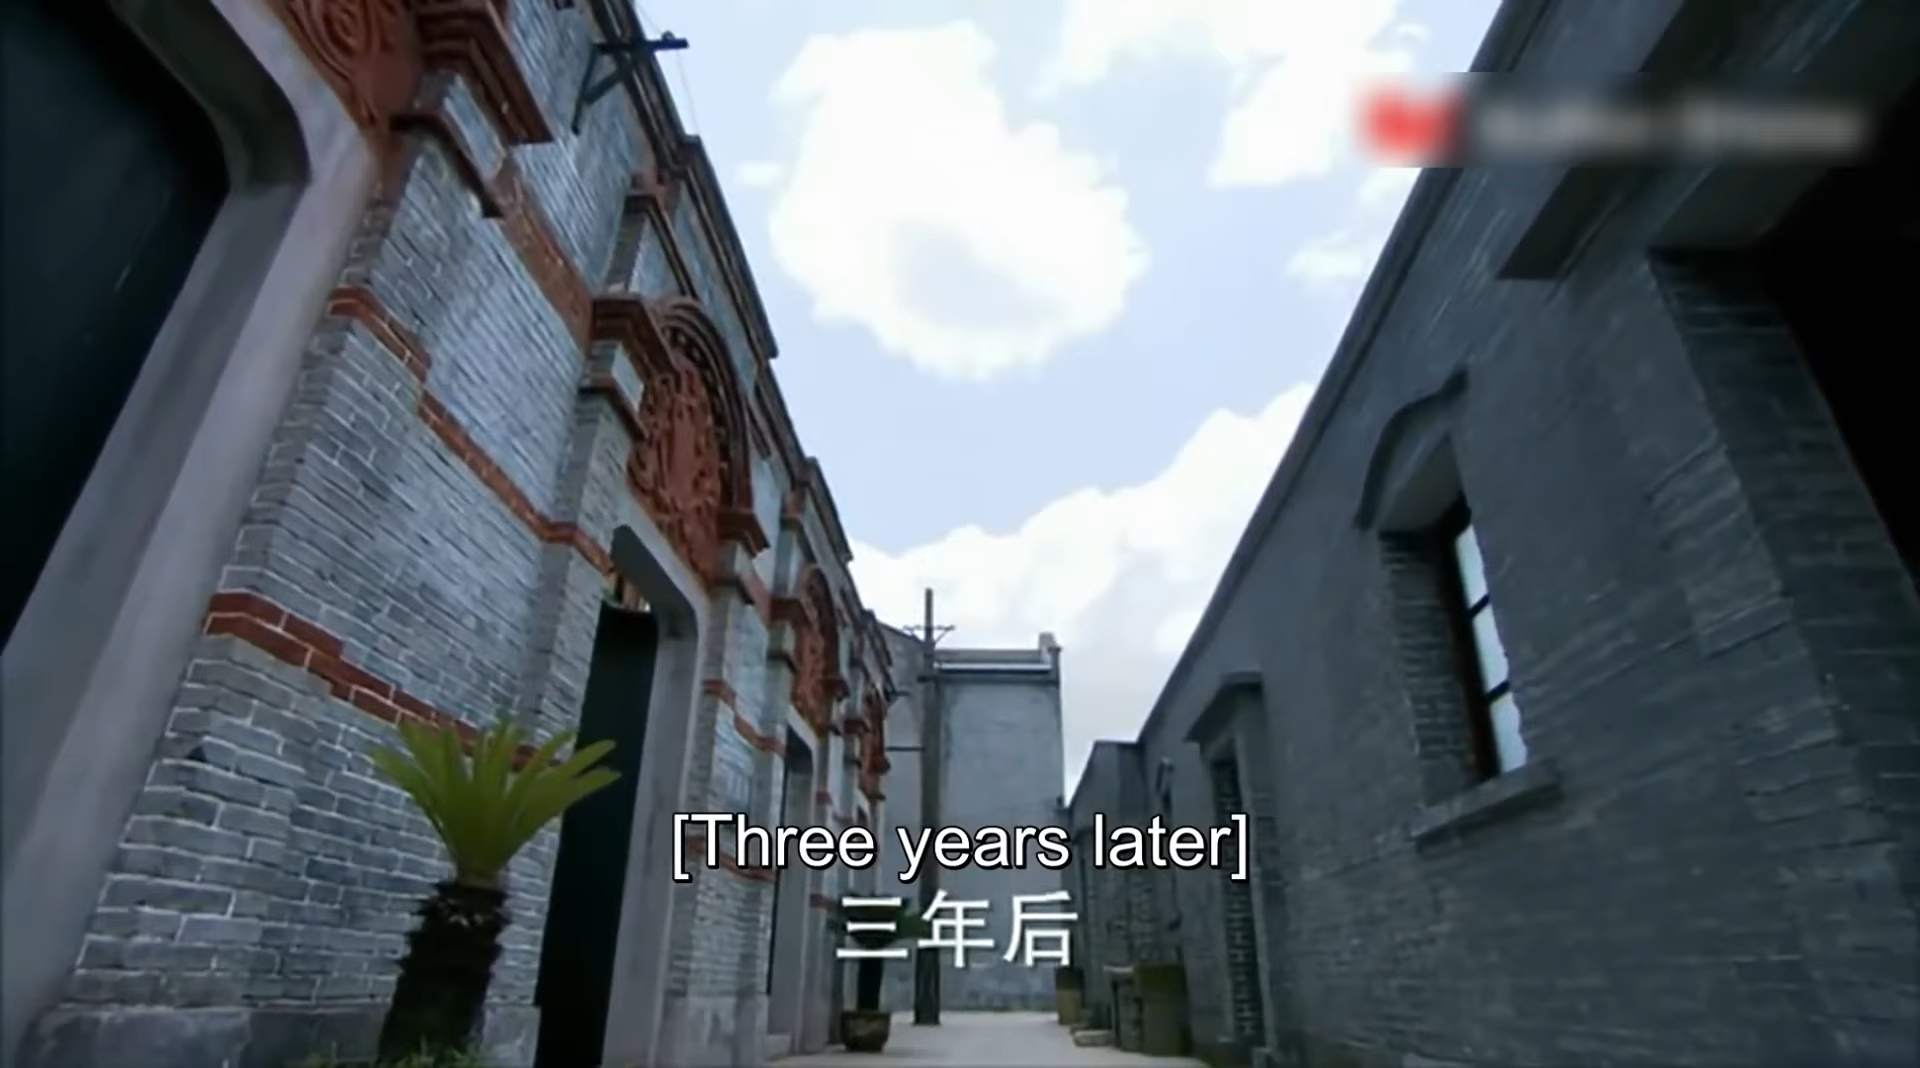 [Three years later]
三年后